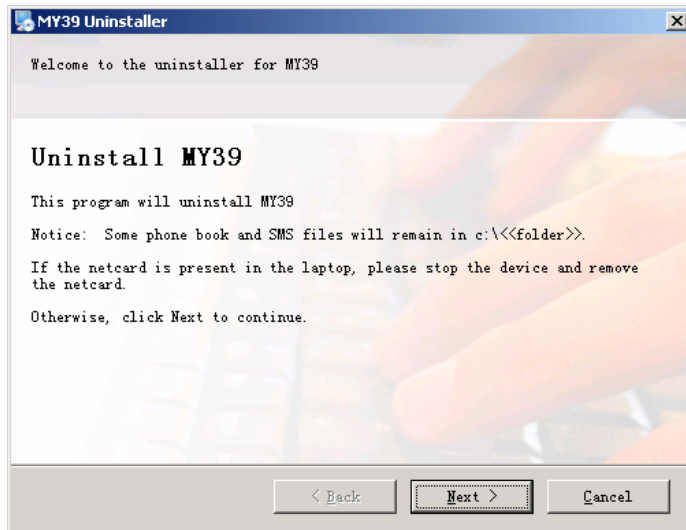 MY39 Uninstaller
Welcome to the uninstaller for MY39
Uninstall MY39
This program will uninstall MY39
Notice: Some phone book and SMS files will remain in c:\<<folder>>.
If the netcard is present in the laptop, please stop the device and remove
the netcard.
Otherwise, click Next to continue.
< Back
Next >
Cancel